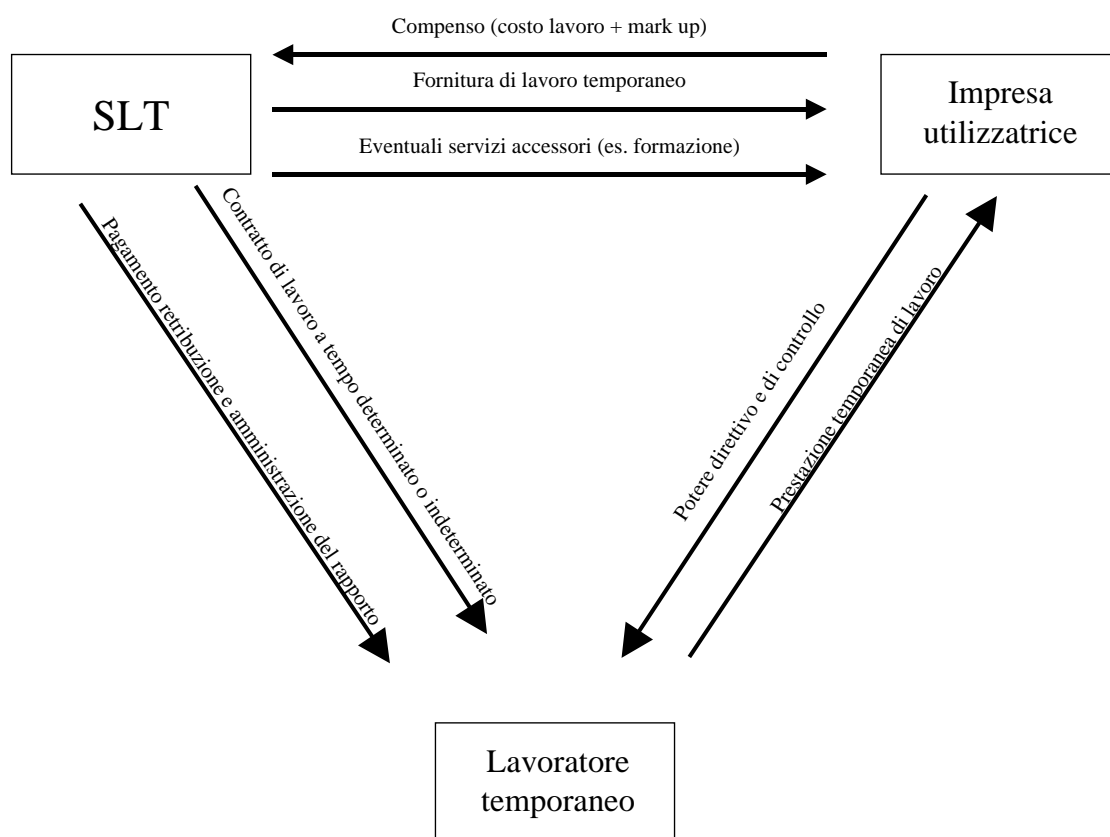 Compenso (costo lavoro + mark up)
Fornitura di lavoro temporaneo
SLT
Impresa
utilizzatrice
Eventuali servizi accessori (es. formazione)
Pagamento retribuzione e amministrazione del rapporto
Contratto di lavoro a tempo determinato o indeterminato
Potere direttivo e di controllo
Prestazione temporanea di lavoro
Lavoratore
temporaneo